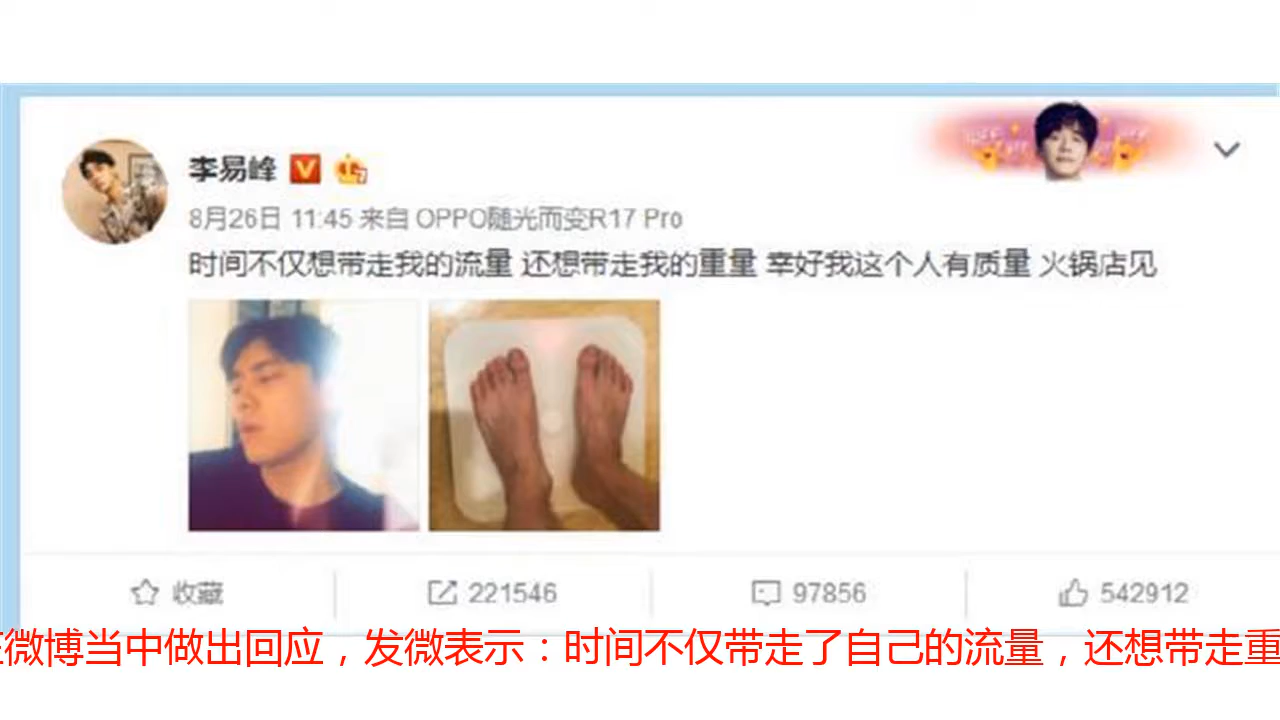 李易峰
8月26日 11:45 来自 OPPO随光而变R17 Pro
时间不仅想带走我的流量 还想带走我的重量 幸好我这个人有质量 火锅店见
收藏
221546
97856
542912
微博当中做出回应，发微表示：时间不仅带走了自己的流量，还想带走重